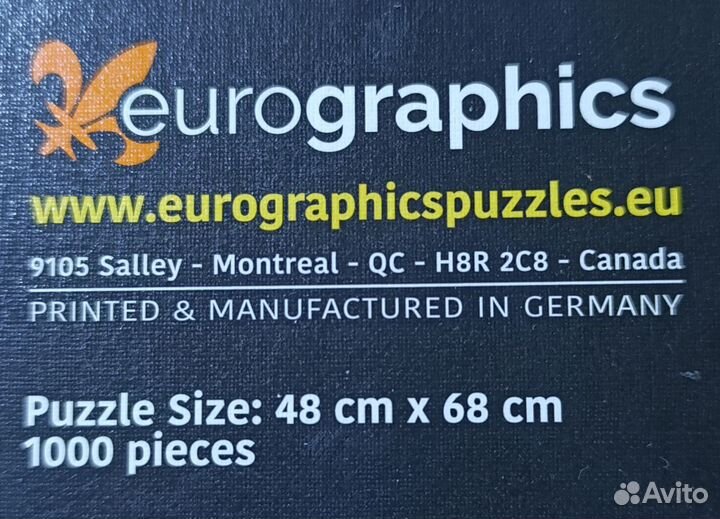 eurographics
www.eurographicspuzzles.eu
9105 Salley - Montreal - QC - H8R 2C8 - Canada
PRINTED & MANUFACTURED IN GERMANY
Puzzle Size: 48 cm x 68 cm
1000 pieces
Avito